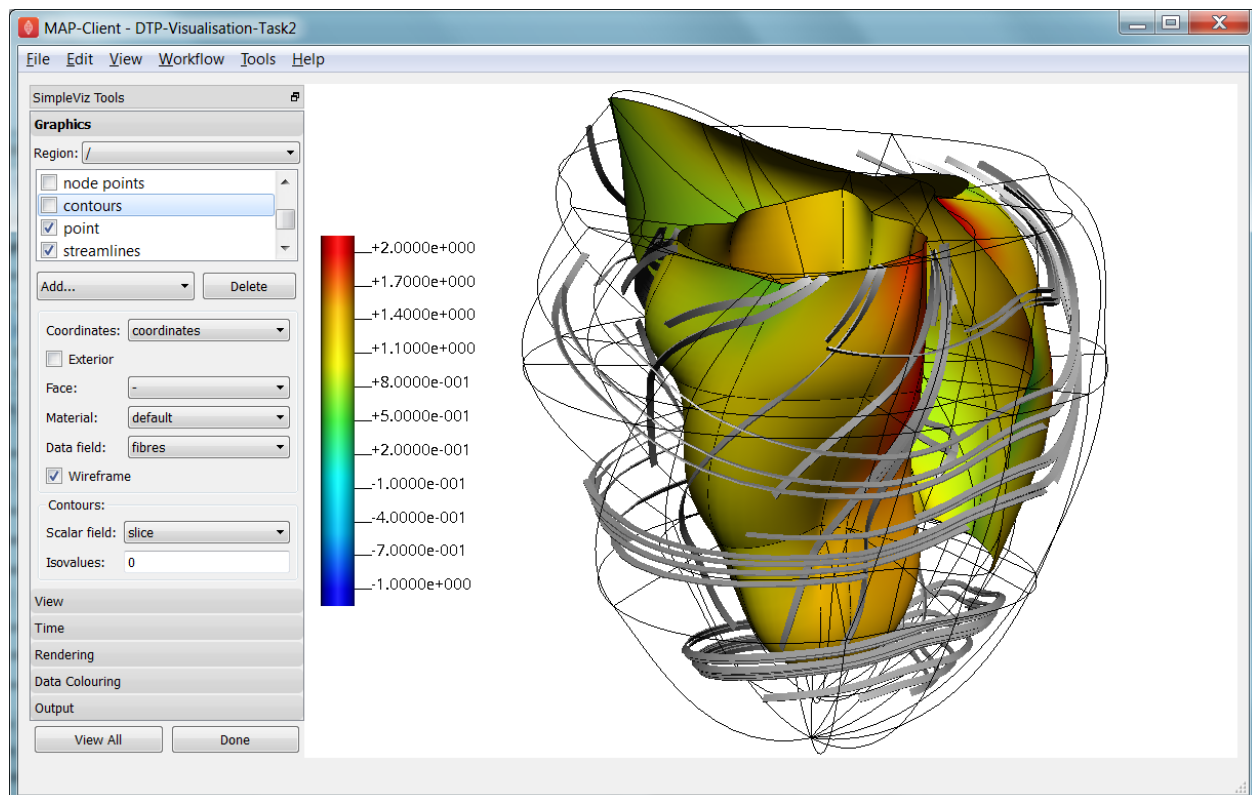 MAP-Client - DTP-Visualisation-Task2
File Edit View Workflow Tools Help
SimpleViz Tools
Graphics
Region: /
node points
contours
point
streamlines
Add... Delete
Coordinates: coordinates
Exterior
Face: -
Material: default
Data field: fibres
Wireframe
Contours:
Scalar field: slice
Isovalues: 0
View
Time
Rendering
Data Colouring
Output
View All Done
+2.0000e+000
+1.7000e+000
+1.4000e+000
+1.1000e+000
+8.0000e-001
+5.0000e-001
+2.0000e-001
-1.0000e-001
-4.0000e-001
-7.0000e-001
-1.0000e+000